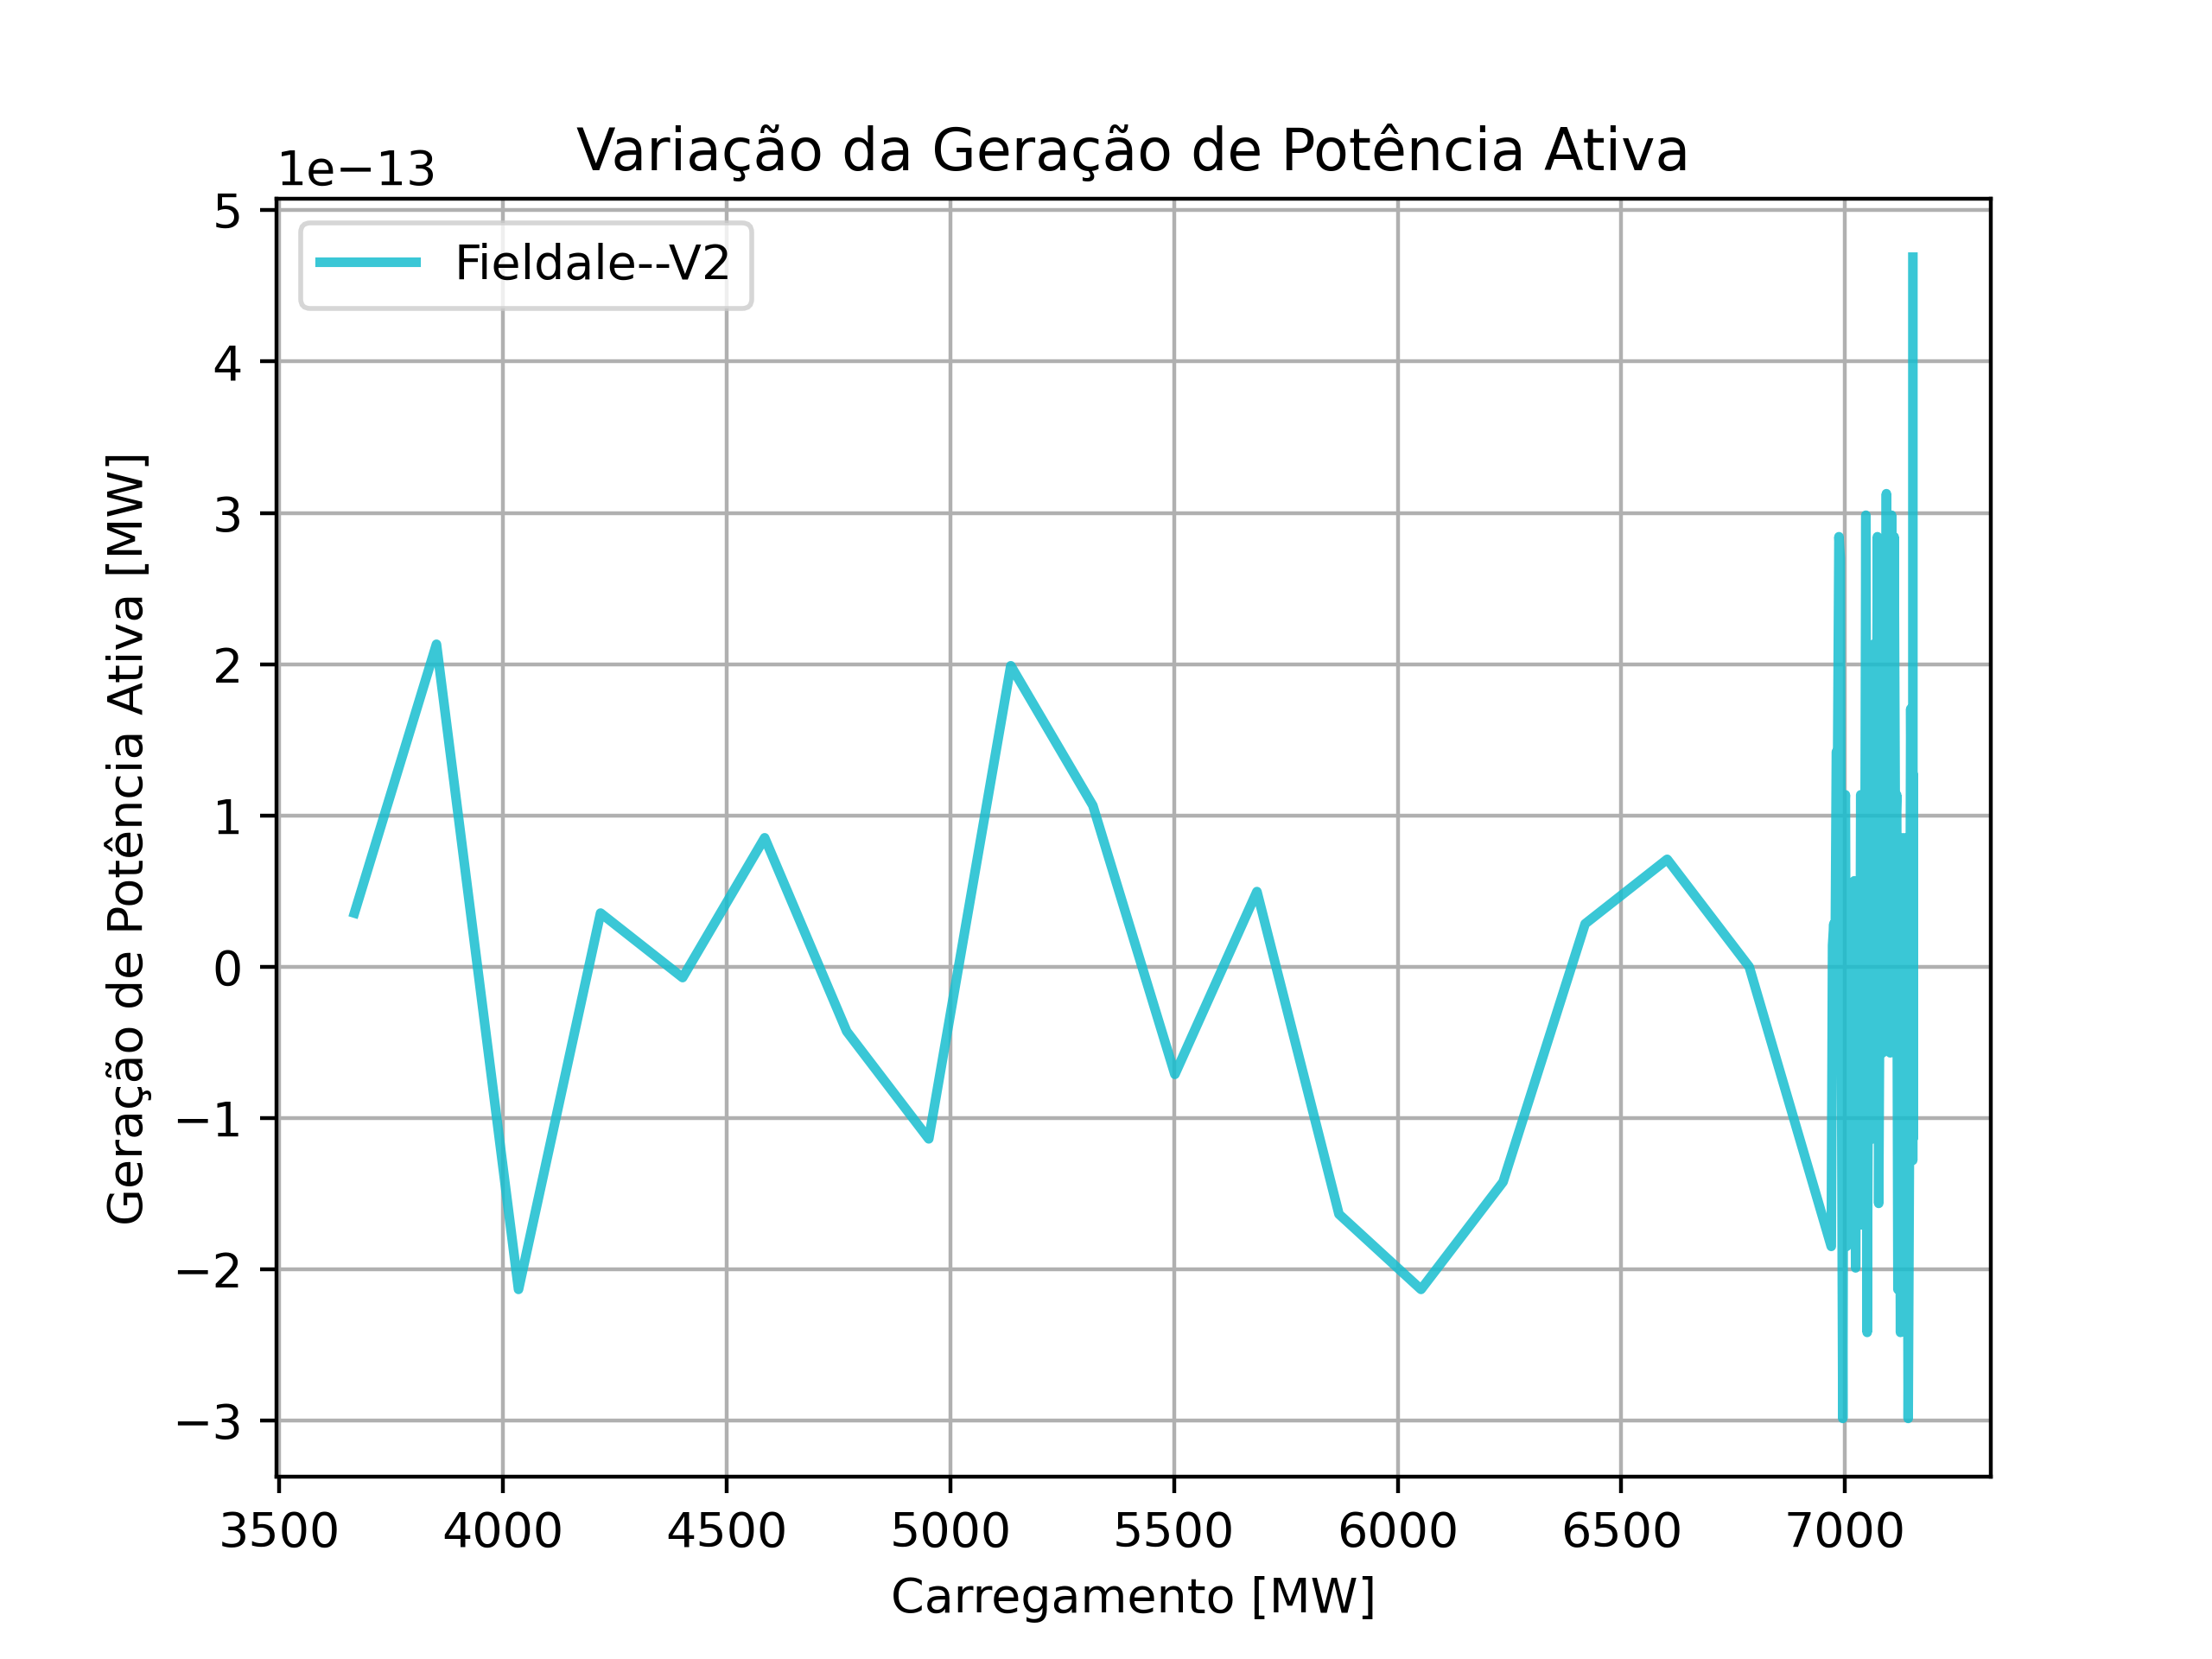 Variação da Geração de Potência Ativa
1e−13
Fieldale--V2
Geração de Potência Ativa [MW]
5
4
3
2
1
0
−1
−2
−3
3500 4000 4500 5000 5500 6000 6500 7000
Carregamento [MW]